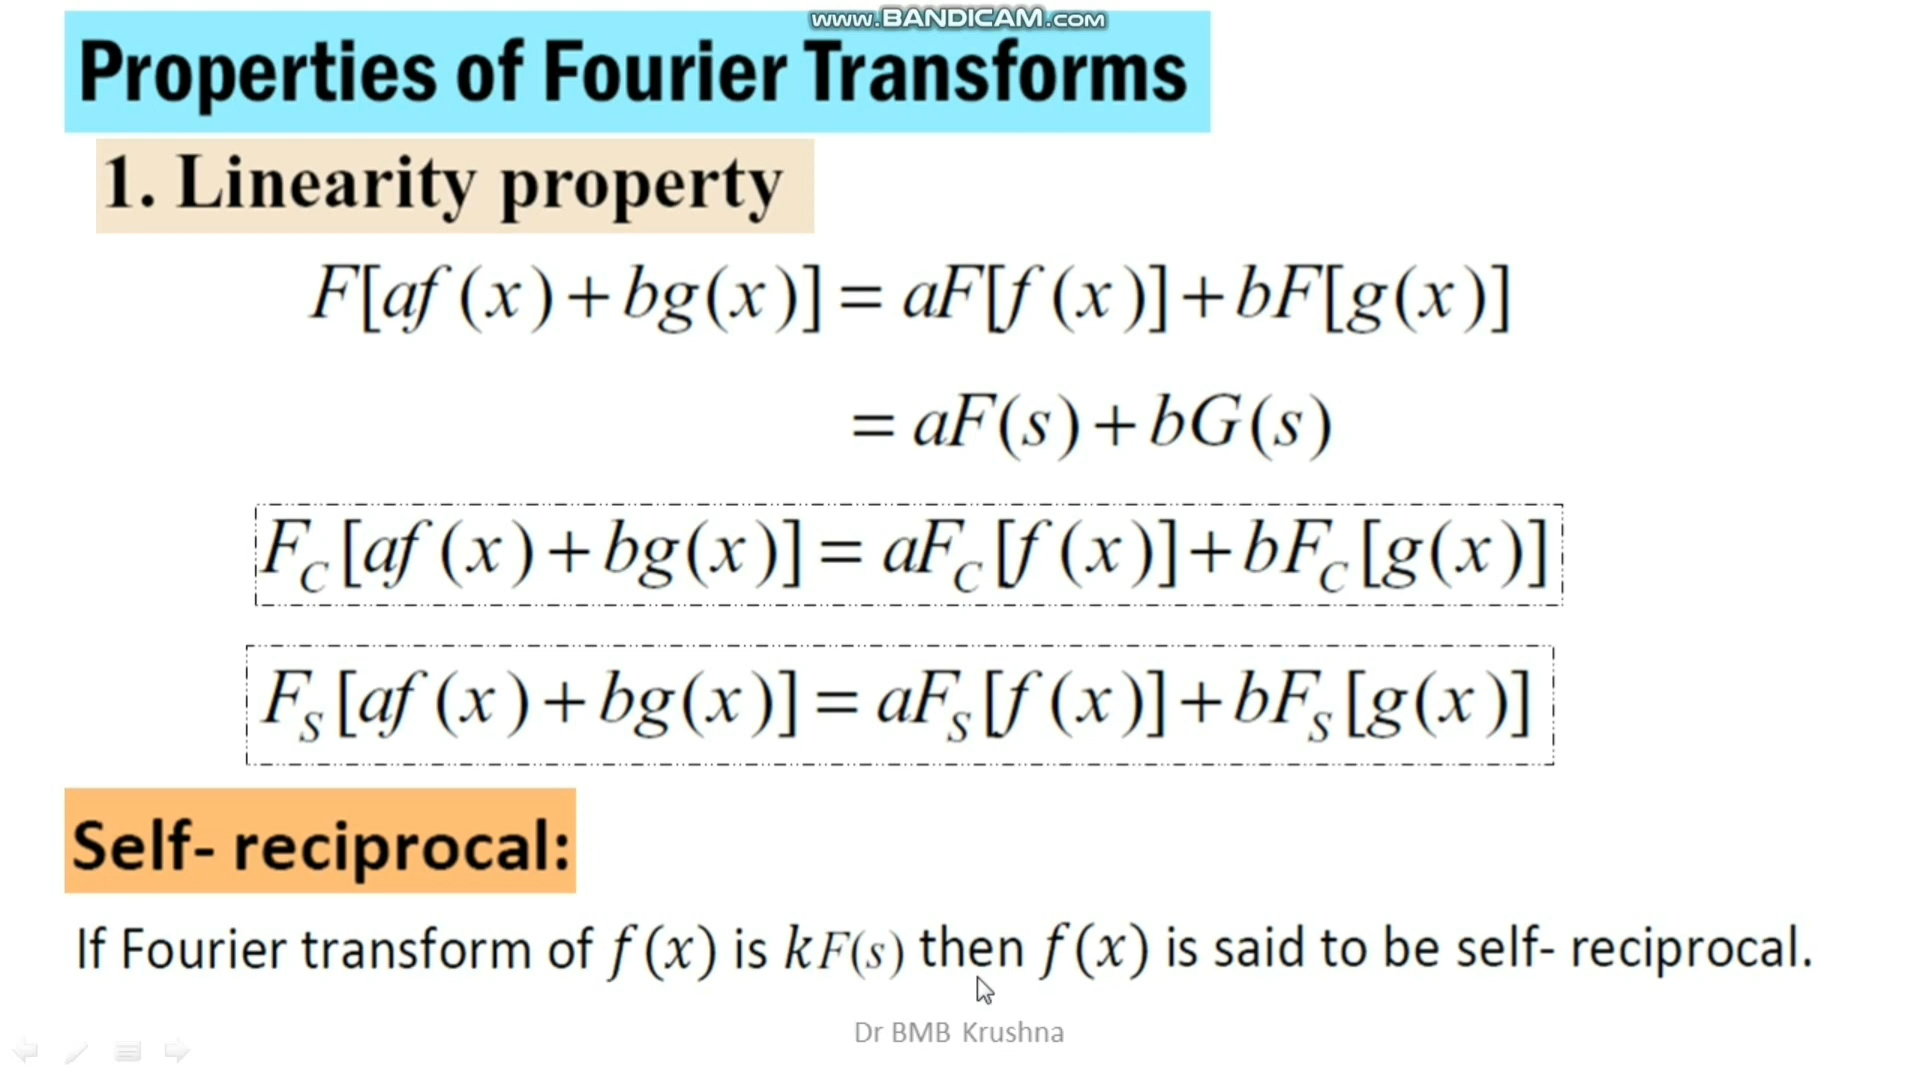 www.BANDICAM.com
Properties of Fourier Transforms
1. Linearity property
F[af(x)+bg(x)] = aF[f(x)]+bF[g(x)]
= aF(s)+bG(s)
F_C[af(x)+bg(x)] = aF_C[f(x)]+bF_C[g(x)]
F_S[af(x)+bg(x)] = aF_S[f(x)]+bF_S[g(x)]
Self- reciprocal:
If Fourier transform of f(x) is kF(s) then f(x) is said to be self- reciprocal.
Dr BMB Krushna